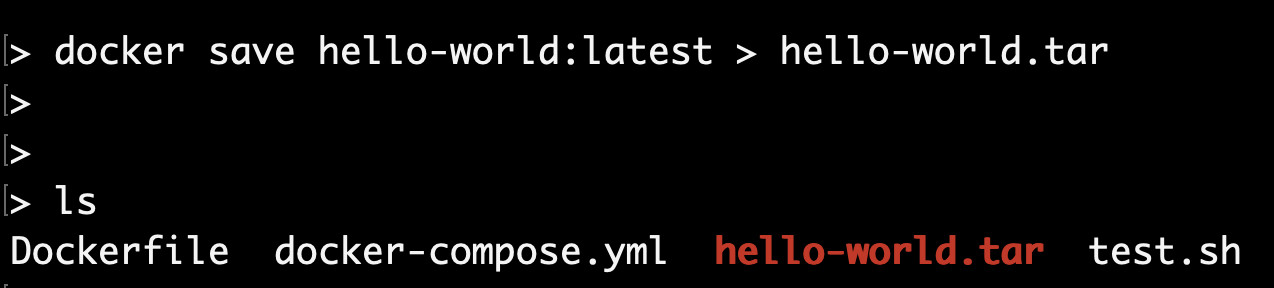 > docker save hello-world:latest > hello-world.tar
>
>
> ls
Dockerfile  docker-compose.yml  hello-world.tar  test.sh